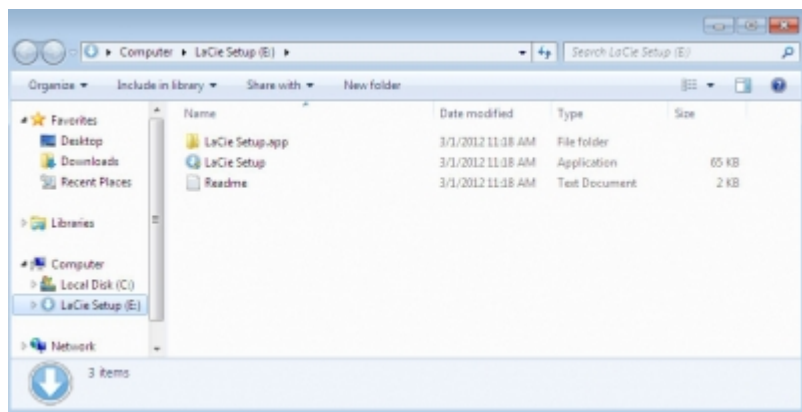 Computer ▸ LaCie Setup (E:) ▸
Search LaCie Setup (E:)
Organize Include in library Share with New folder
Name Date modified Type Size
LaCie Setup.app 3/1/2012 11:18 AM File folder
LaCie Setup 3/1/2012 11:18 AM Application 65 KB
Readme 3/1/2012 11:18 AM Text Document 2 KB
Favorites
Desktop
Downloads
Recent Places
Libraries
Computer
Local Disk (C:)
LaCie Setup (E:)
Network
3 items